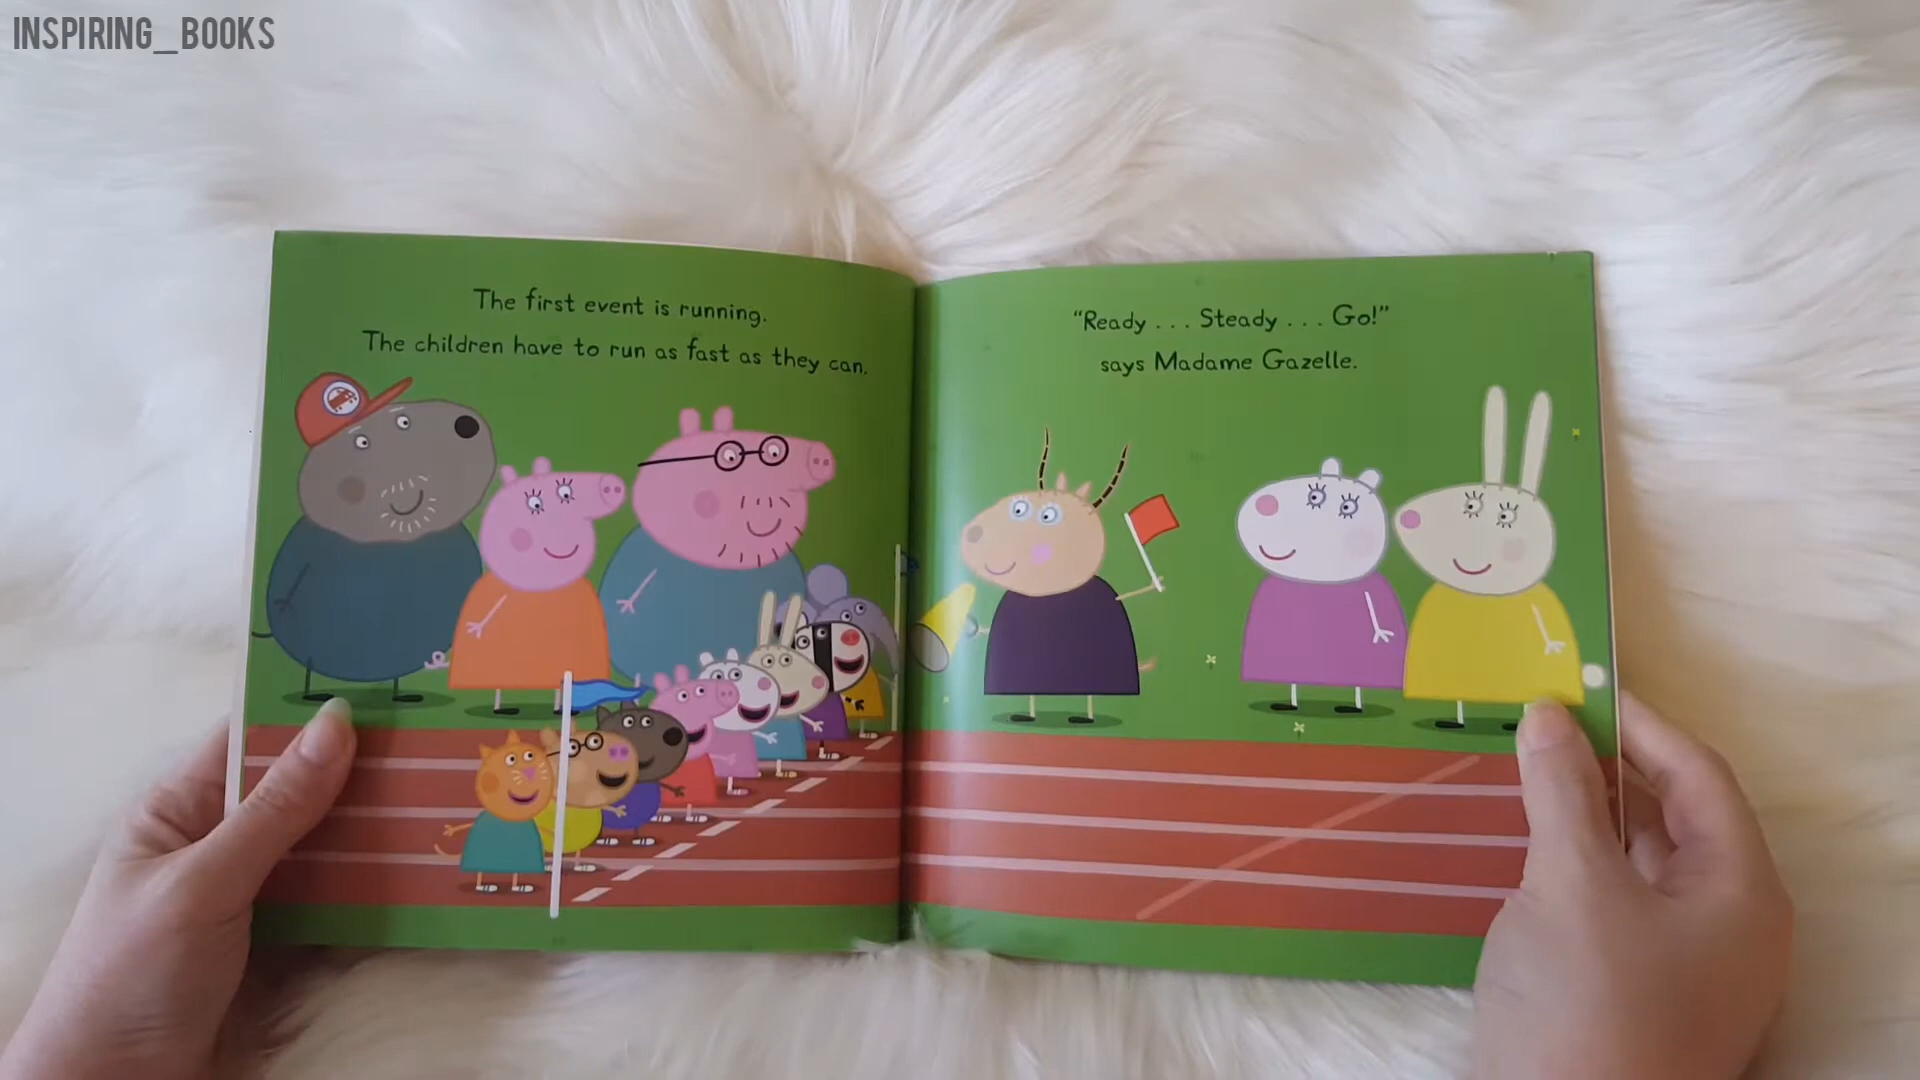 INSPIRING_BOOKS
The first event is running.
The children have to run as fast as they can.
“Ready . . . Steady . . . Go!”
says Madame Gazelle.